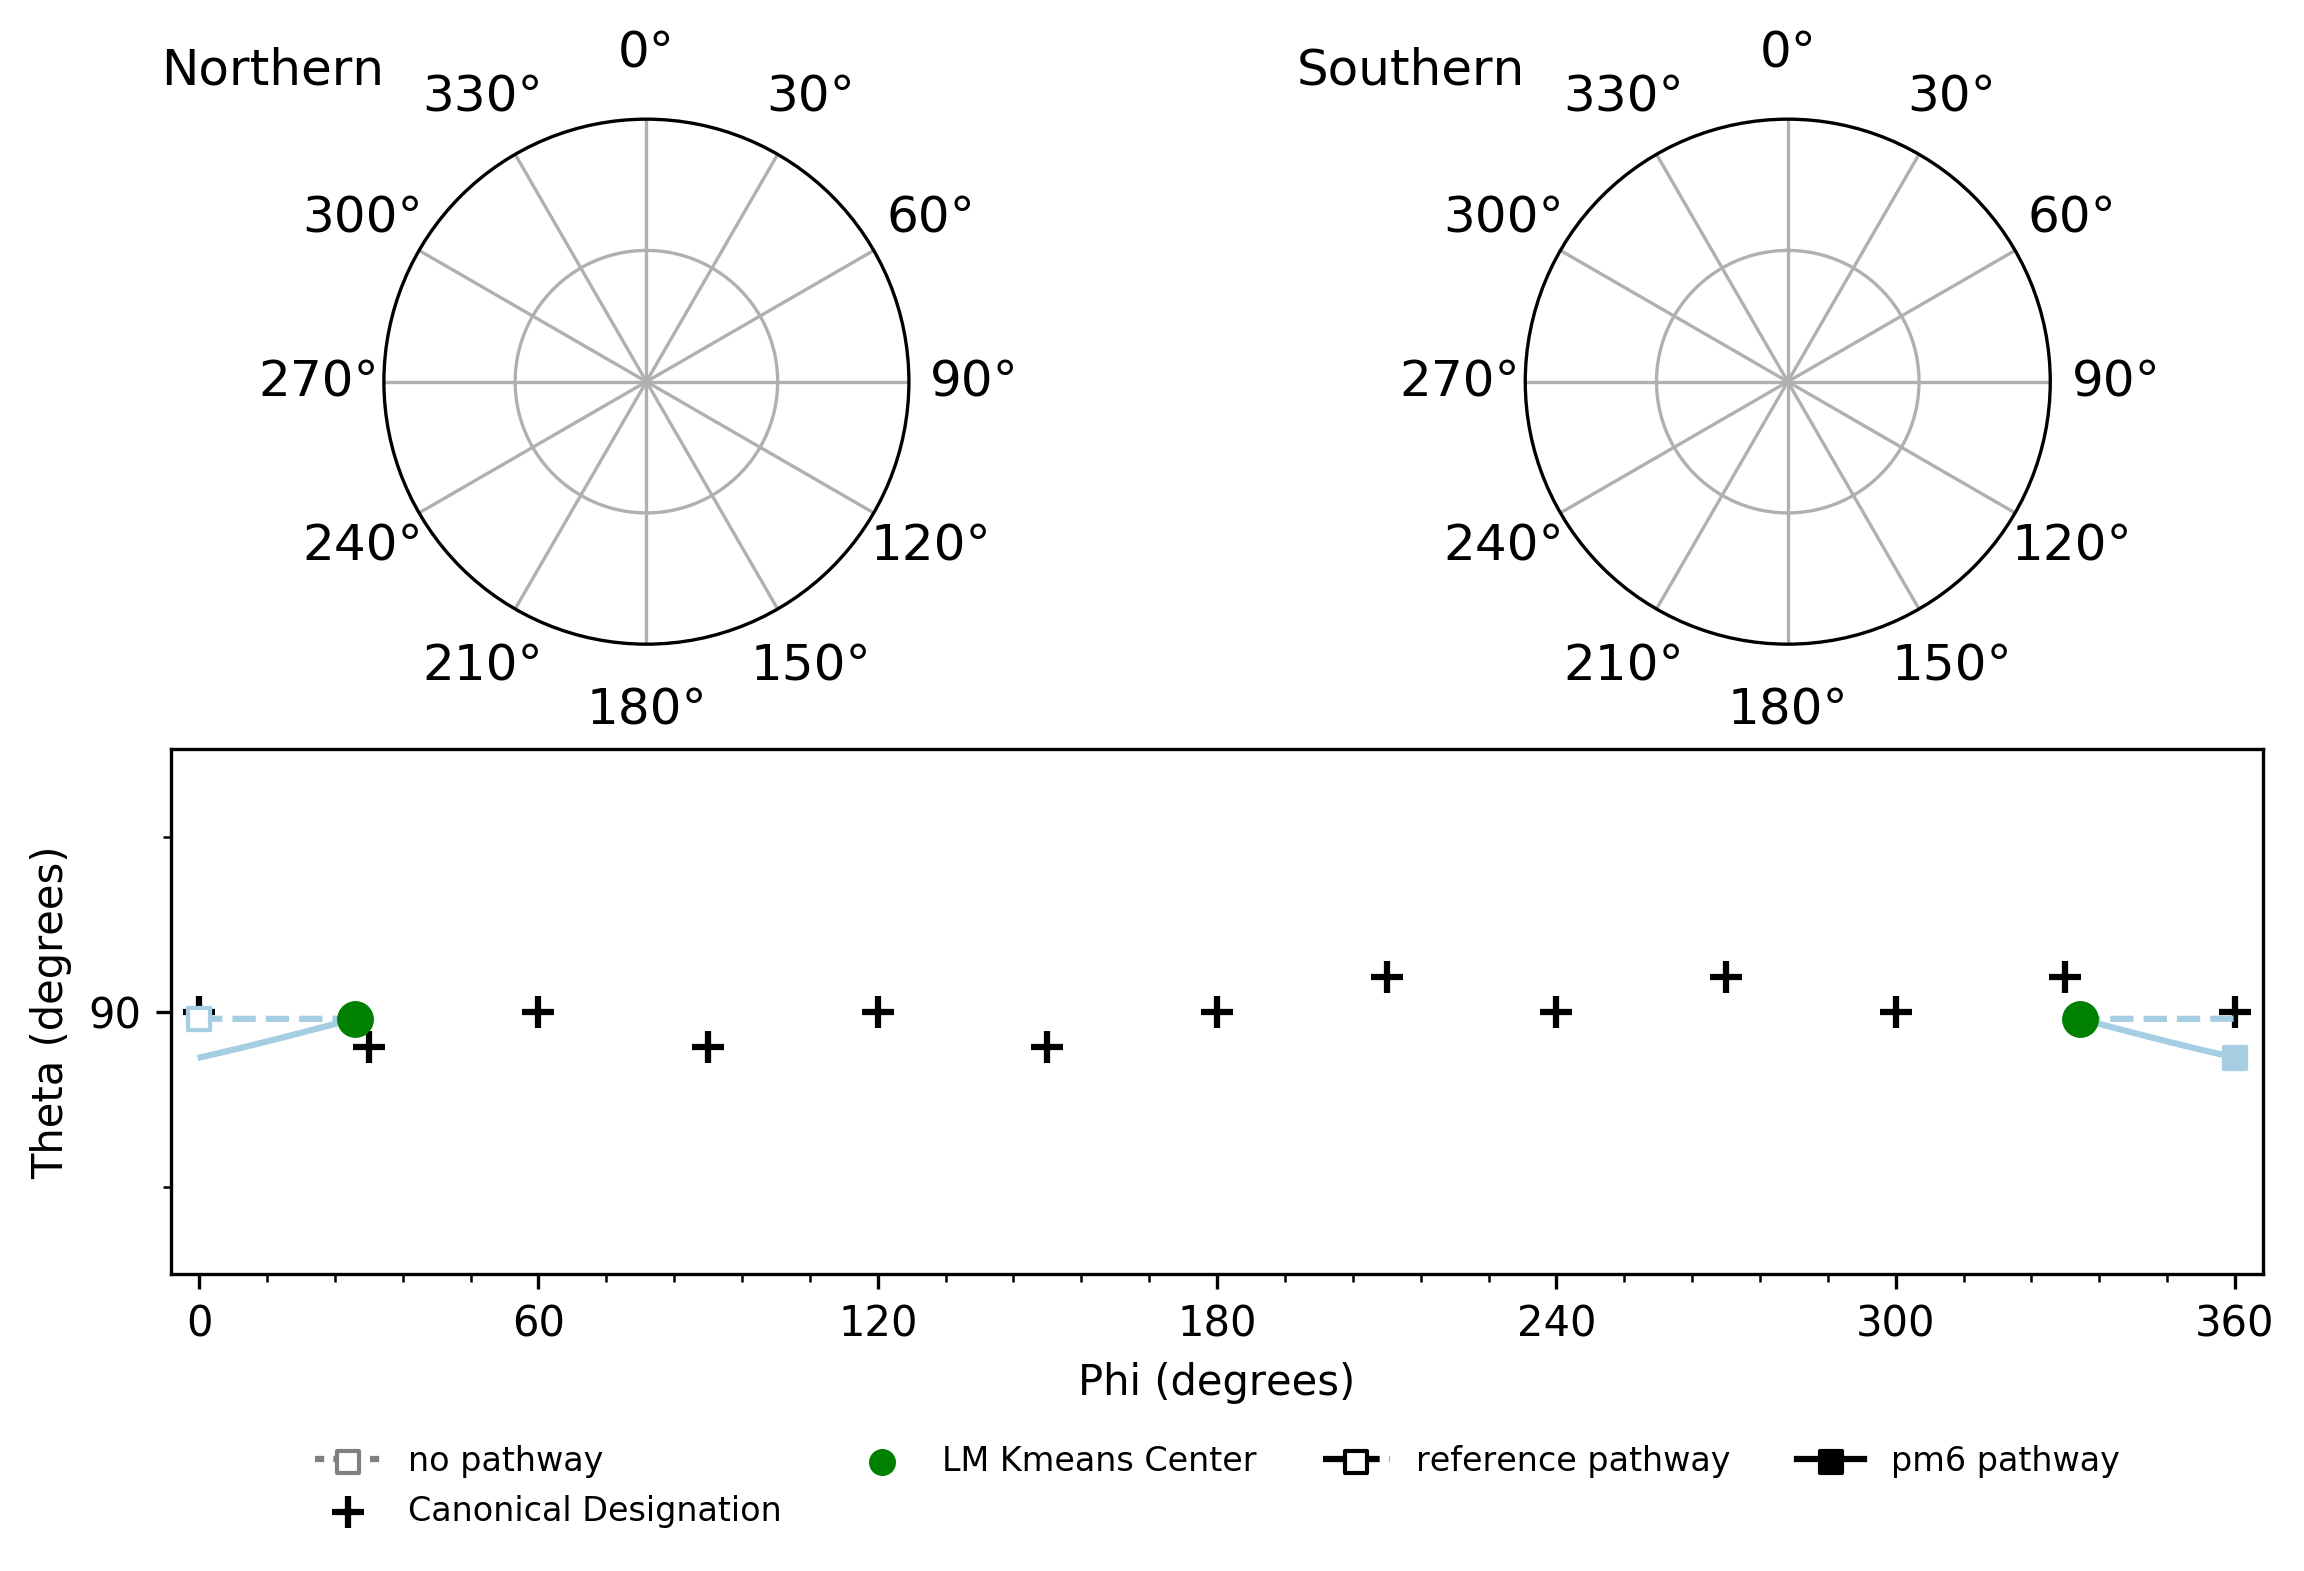 Northern
0°
330°
30°
300°
60°
270°
90°
240°
120°
210°
150°
180°
Southern
0°
330°
30°
300°
60°
270°
90°
240°
120°
210°
150°
180°
Theta (degrees)
90
0 60 120 180 240 300 360
Phi (degrees)
no pathway
Canonical Designation
LM Kmeans Center
reference pathway
pm6 pathway